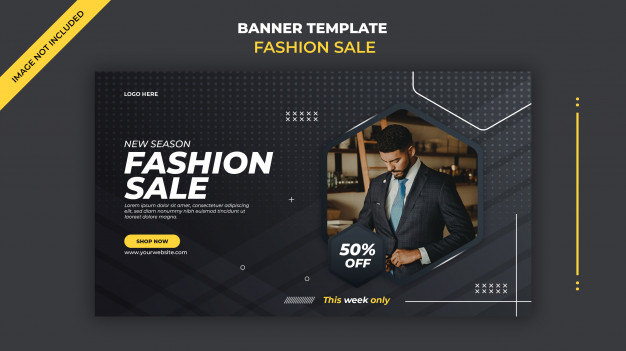 IMAGE NOT INCLUDED
BANNER TEMPLATE
FASHION SALE
LOGO HERE
NEW SEASON
FASHION
SALE
Lorem ipsum dolor sit amet, consectetuer
adipiscing elit, sed diam nonummy nibh
euismod tincidunt ut laoreet
dolore magna.
SHOP NOW
www.yourwebsite.com
50%
OFF
This week only